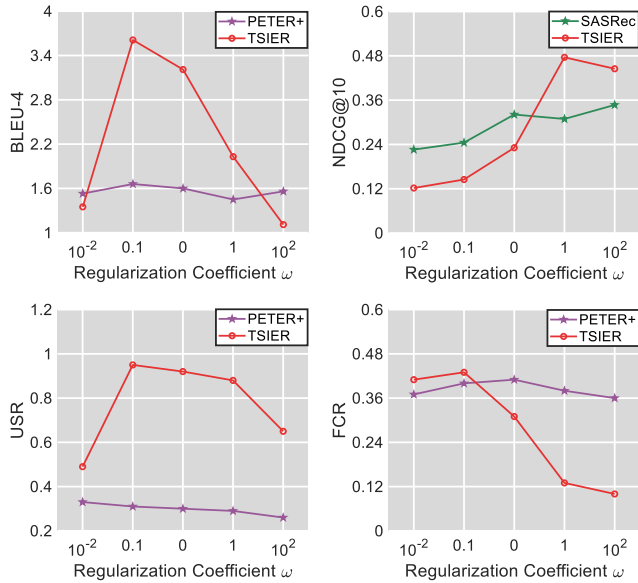 PETER+
TSIER
BLEU-4
4
3.4
2.8
2.2
1.6
1
10^-2
0.1
0
1
10^2
Regularization Coefficient ω
SASRec
TSIER
NDCG@10
0.6
0.48
0.36
0.24
0.12
0
10^-2
0.1
0
1
10^2
Regularization Coefficient ω
PETER+
TSIER
USR
1.2
1
0.8
0.6
0.4
0.2
10^-2
0.1
0
1
10^2
Regularization Coefficient ω
PETER+
TSIER
FCR
0.6
0.48
0.36
0.24
0.12
0
10^-2
0.1
0
1
10^2
Regularization Coefficient ω